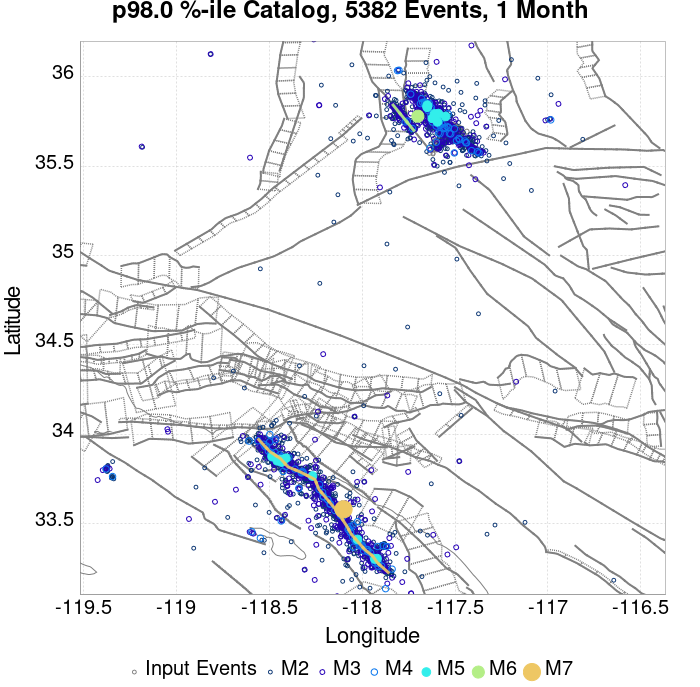 p98.0 %-ile Catalog, 5382 Events, 1 Month
36
35.5
35
34.5
34
33.5
Latitude
-119.5 -119 -118.5 -118 -117.5 -117 -116.5
Longitude
Input Events M2 M3 M4 M5 M6 M7